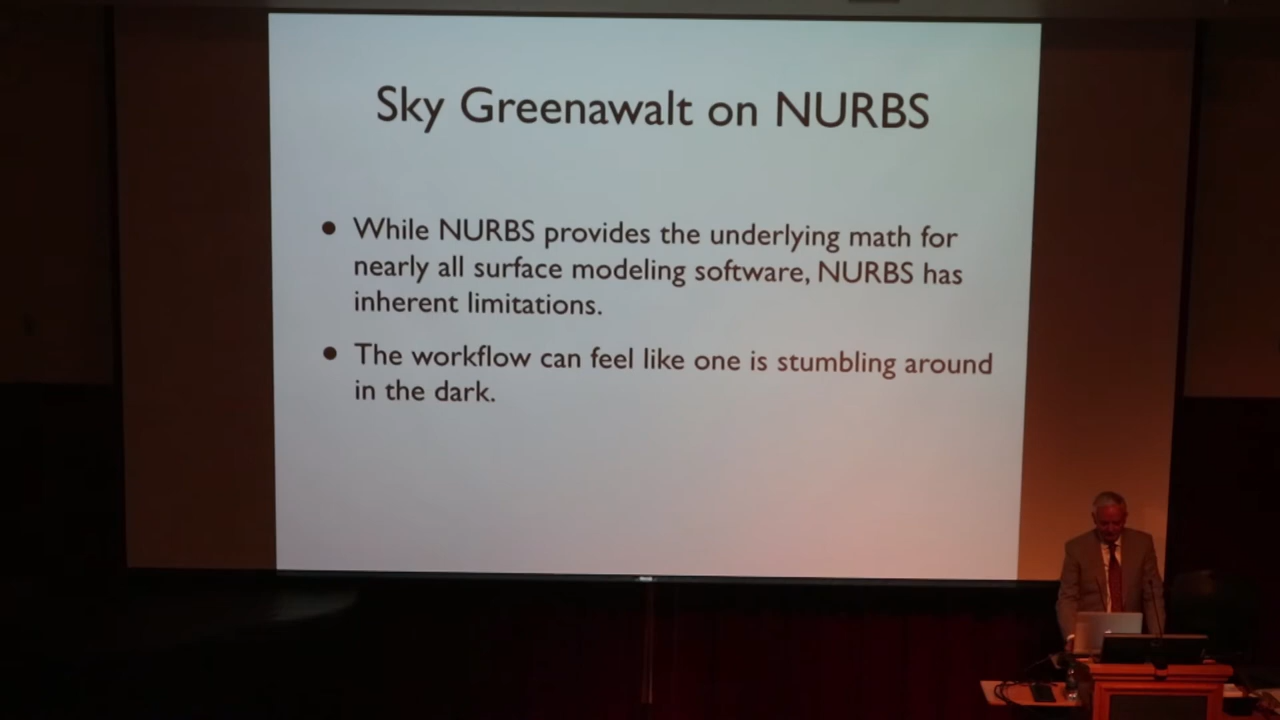 Sky Greenawalt on NURBS
• While NURBS provides the underlying math for
nearly all surface modeling software, NURBS has
inherent limitations.
• The workflow can feel like one is stumbling around
in the dark.